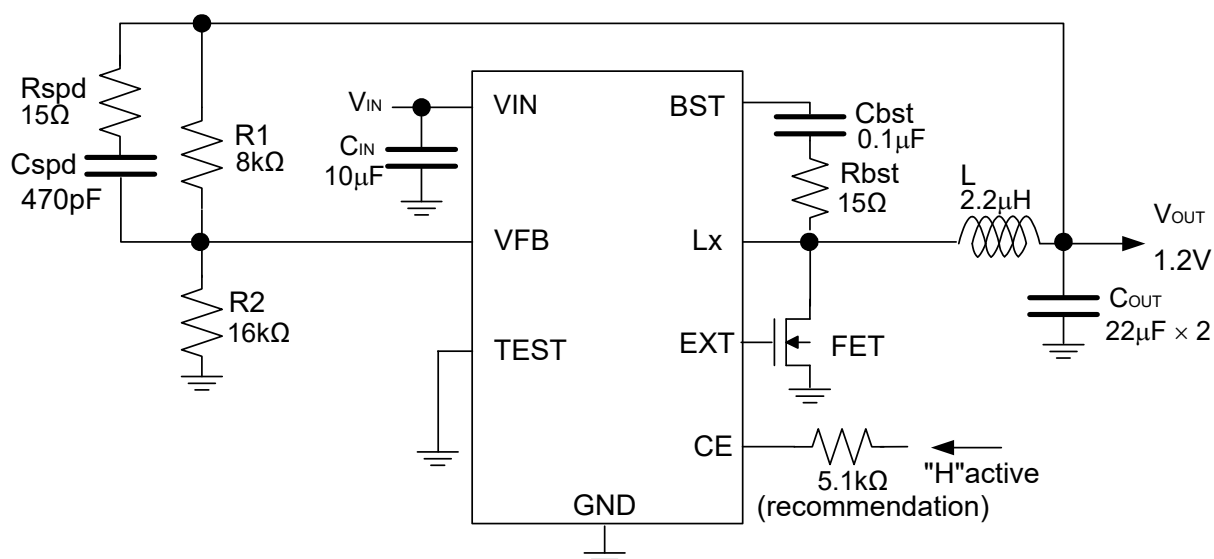 Rspd
15Ω
Cspd
470pF
R1
8kΩ
R2
16kΩ
VIN
CIN
10μF
VIN
VFB
TEST
GND
BST
Lx
EXT
CE
Cbst
0.1μF
Rbst
15Ω
FET
L
2.2μH
VOUT
1.2V
COUT
22μF × 2
5.1kΩ
(recommendation)
"H"active